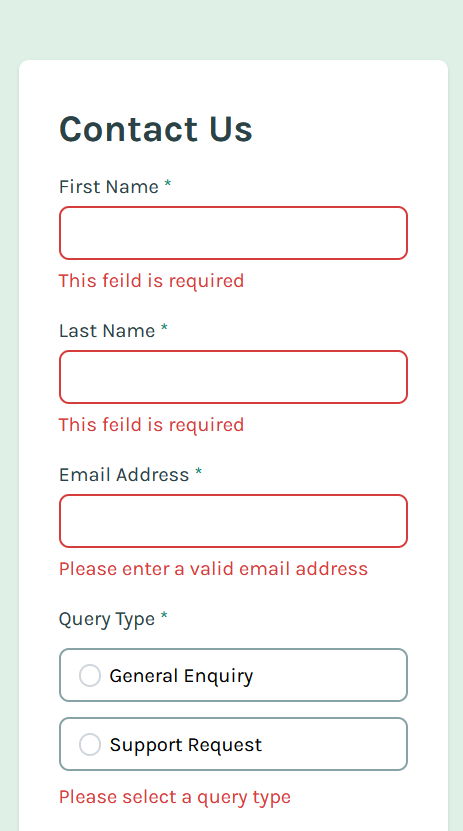 Contact Us
First Name *
This feild is required
Last Name *
This feild is required
Email Address *
Please enter a valid email address
Query Type *
General Enquiry
Support Request
Please select a query type